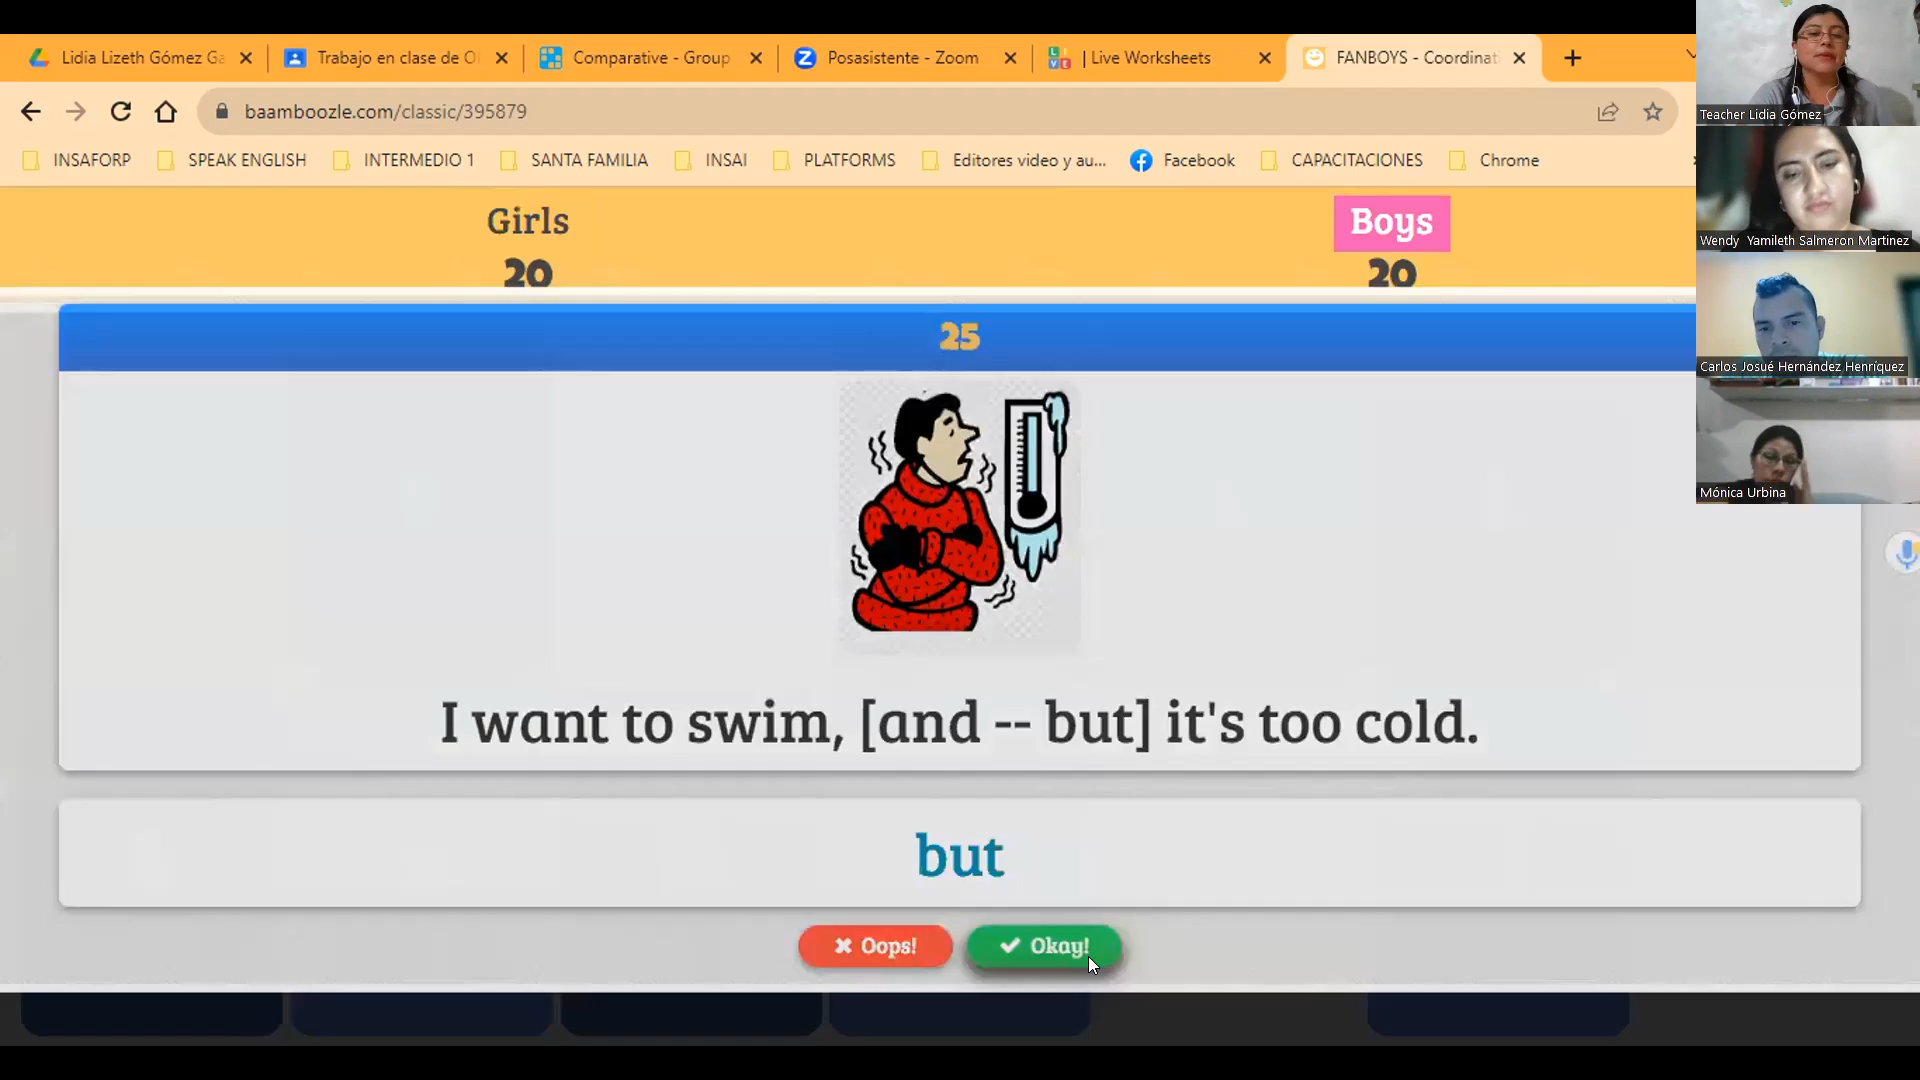 Lidia Lizeth Gómez Ga
Trabajo en clase de O
Comparative - Group
Posasistente - Zoom
| Live Worksheets
FANBOYS - Coordinat
baamboozle.com/classic/395879
INSAFORP
SPEAK ENGLISH
INTERMEDIO 1
SANTA FAMILIA
INSAI
PLATFORMS
Editores video y au...
Facebook
CAPACITACIONES
Chrome
Girls
Boys
20
20
25
I want to swim, [and -- but] it's too cold.
but
Oops!
Okay!
Teacher Lidia Gómez
Wendy Yamileth Salmeron Martinez
Carlos Josué Hernández Henríquez
Mónica Urbina